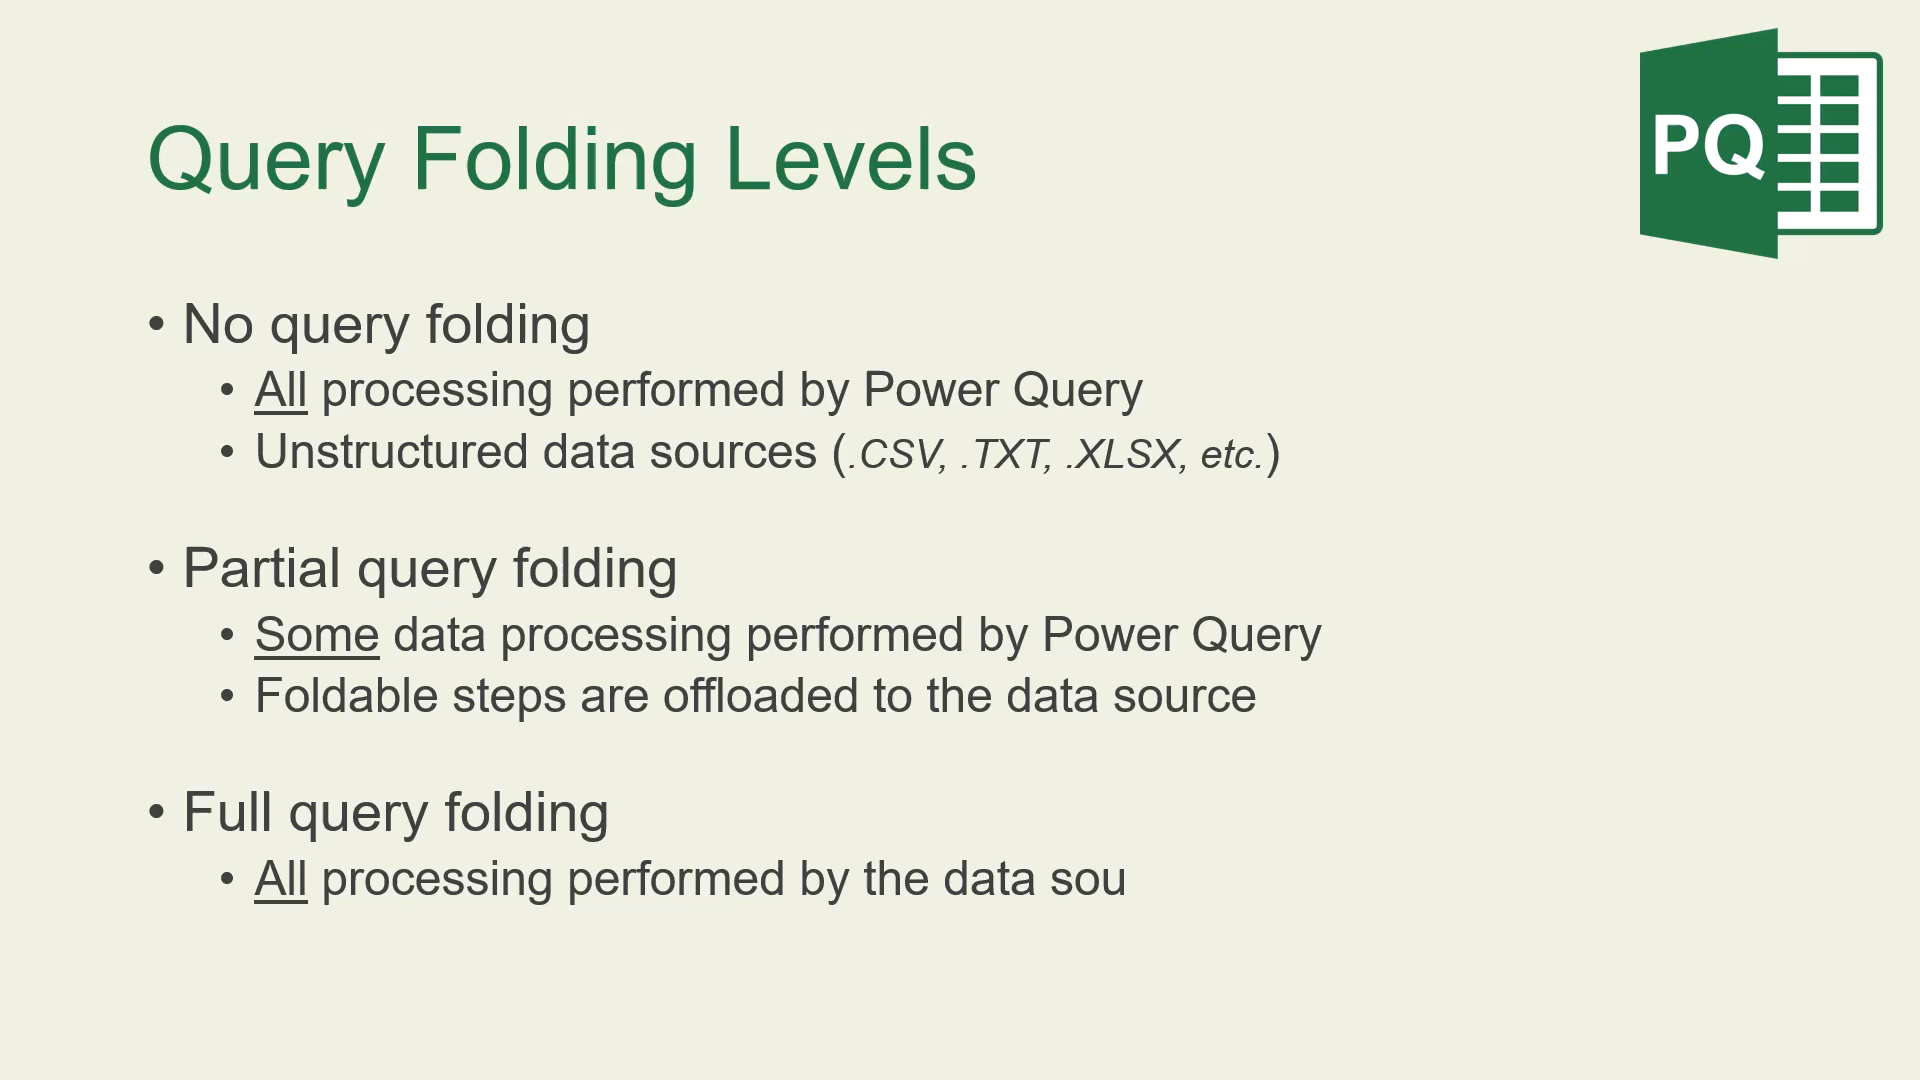 Query Folding Levels
PQ
• No query folding
• All processing performed by Power Query
• Unstructured data sources (.CSV, .TXT, .XLSX, etc.)
• Partial query folding
• Some data processing performed by Power Query
• Foldable steps are offloaded to the data source
• Full query folding
• All processing performed by the data sou